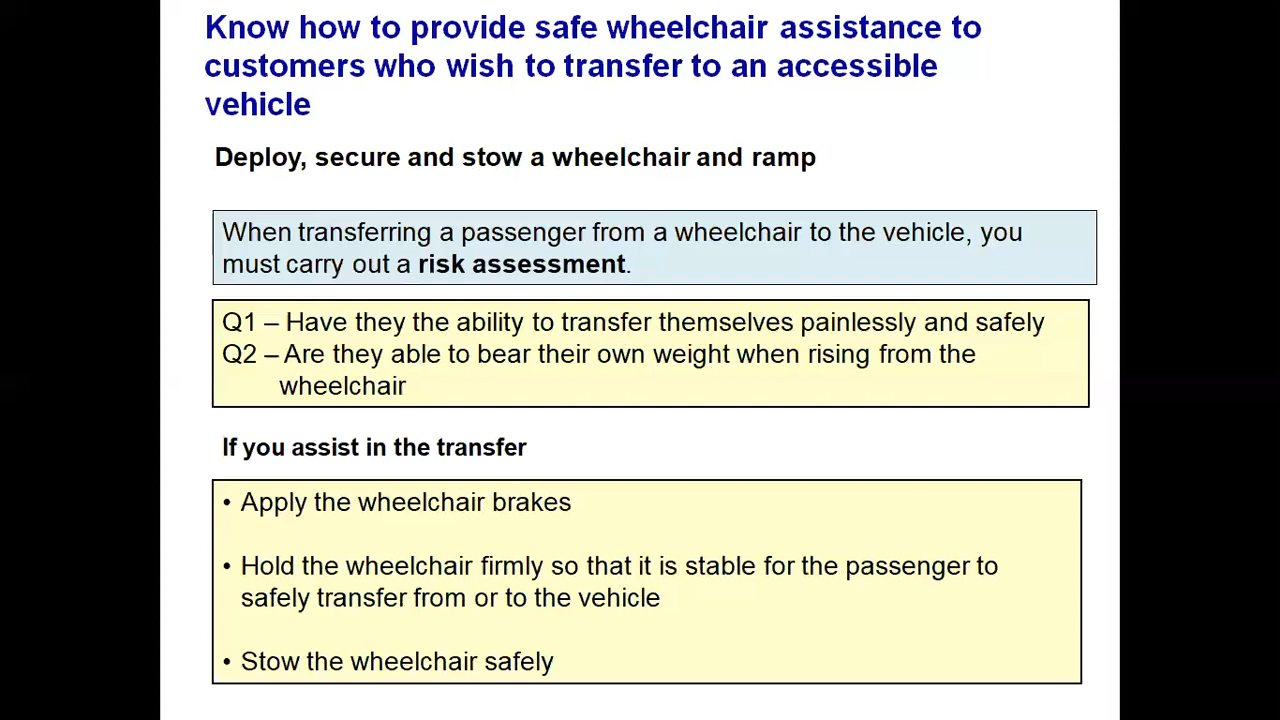 Know how to provide safe wheelchair assistance to
customers who wish to transfer to an accessible
vehicle
Deploy, secure and stow a wheelchair and ramp
When transferring a passenger from a wheelchair to the vehicle, you
must carry out a risk assessment.
Q1 – Have they the ability to transfer themselves painlessly and safely
Q2 – Are they able to bear their own weight when rising from the
wheelchair
If you assist in the transfer
• Apply the wheelchair brakes
• Hold the wheelchair firmly so that it is stable for the passenger to
safely transfer from or to the vehicle
• Stow the wheelchair safely